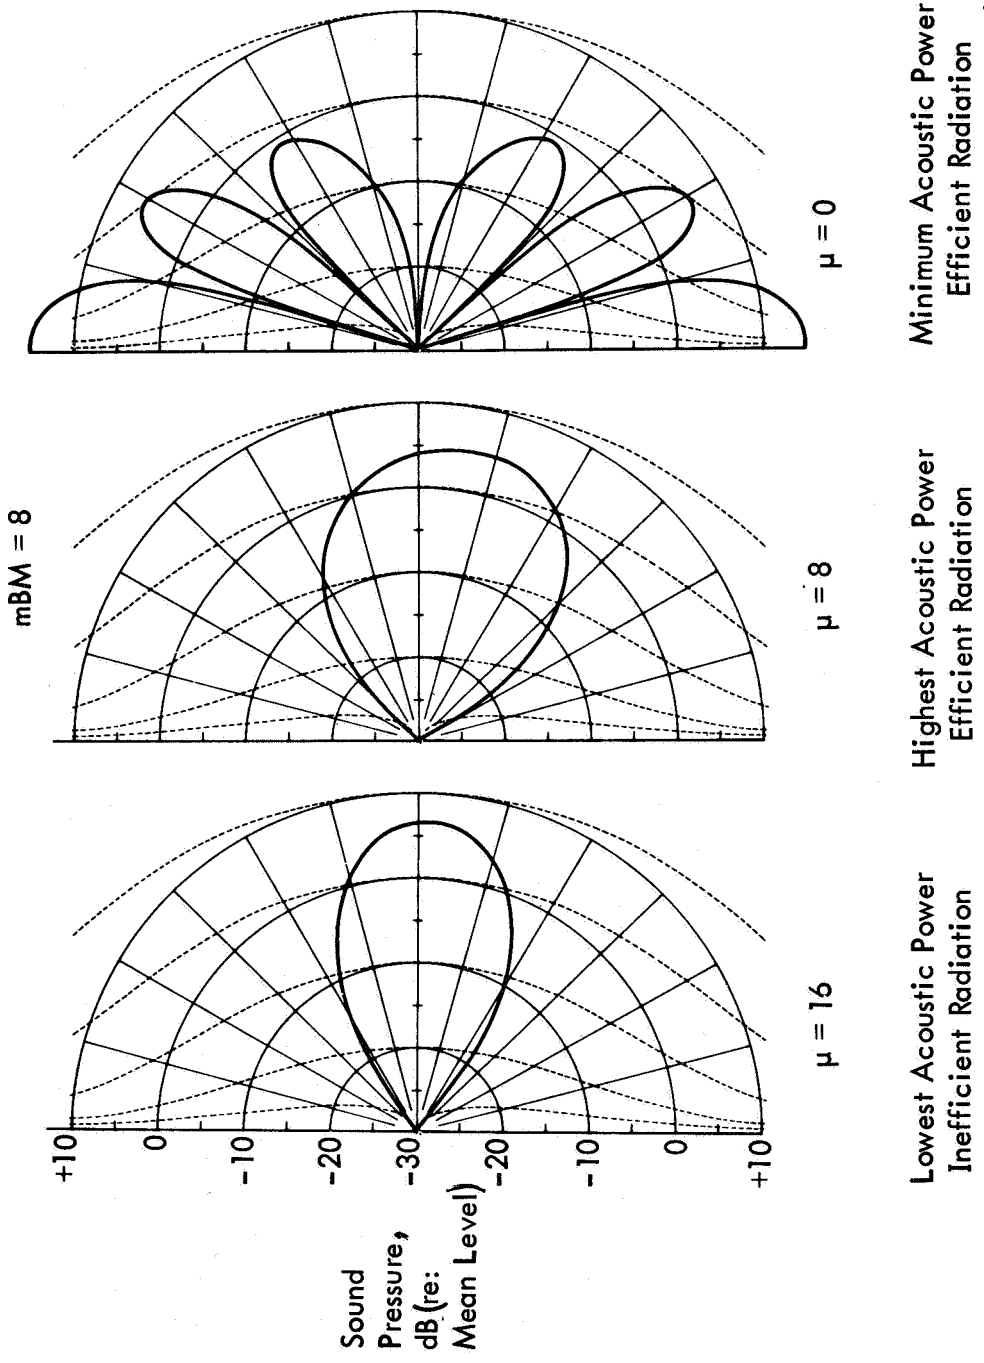 mBM = 8
+10
0
-10
-20
-30
-20
-10
0
+10
Sound
Pressure,
dB (re:
Mean Level)
μ = 16
μ = 8
μ = 0
Lowest Acoustic Power
Inefficient Radiation
Highest Acoustic Power
Efficient Radiation
Minimum Acoustic Power
Efficient Radiation